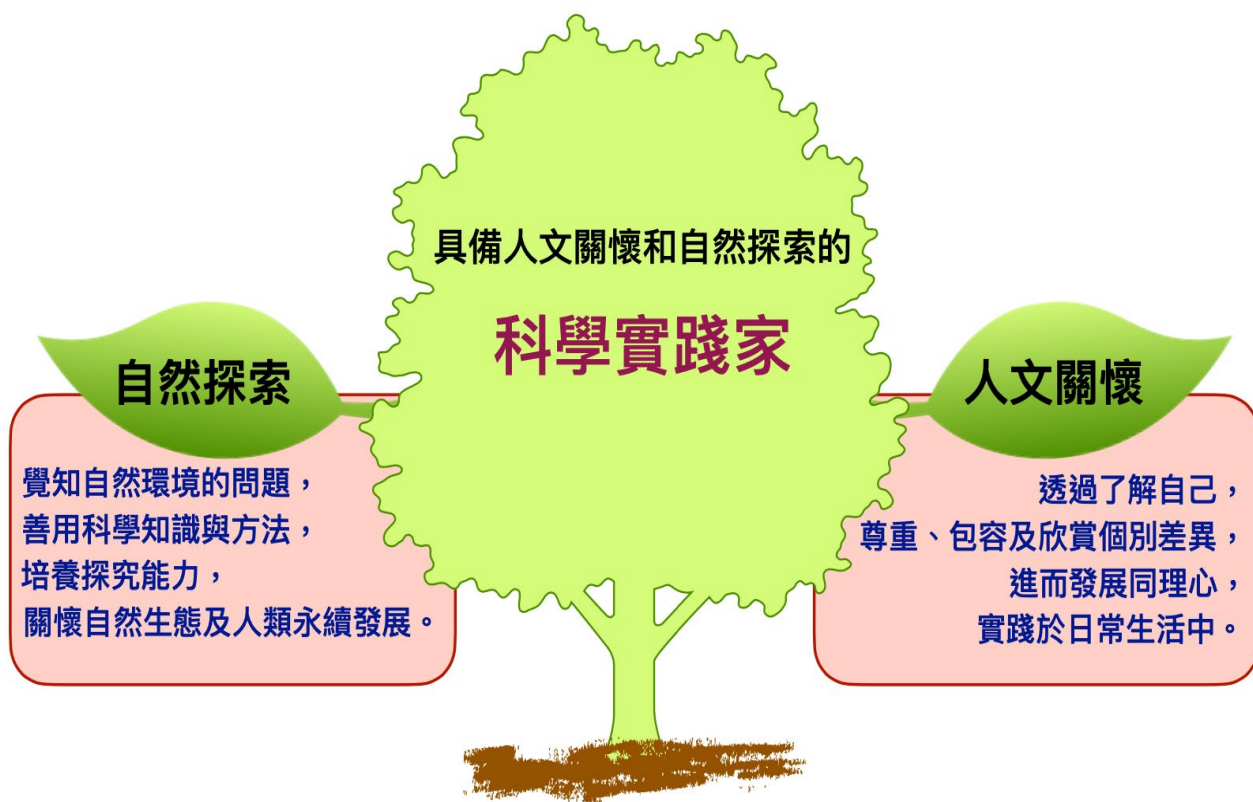 具備人文關懷和自然探索的
科學實踐家
自然探索
覺知自然環境的問題，
善用科學知識與方法，
培養探究能力，
關懷自然生態及人類永續發展。
人文關懷
透過了解自己，
尊重、包容及欣賞個別差異，
進而發展同理心，
實踐於日常生活中。